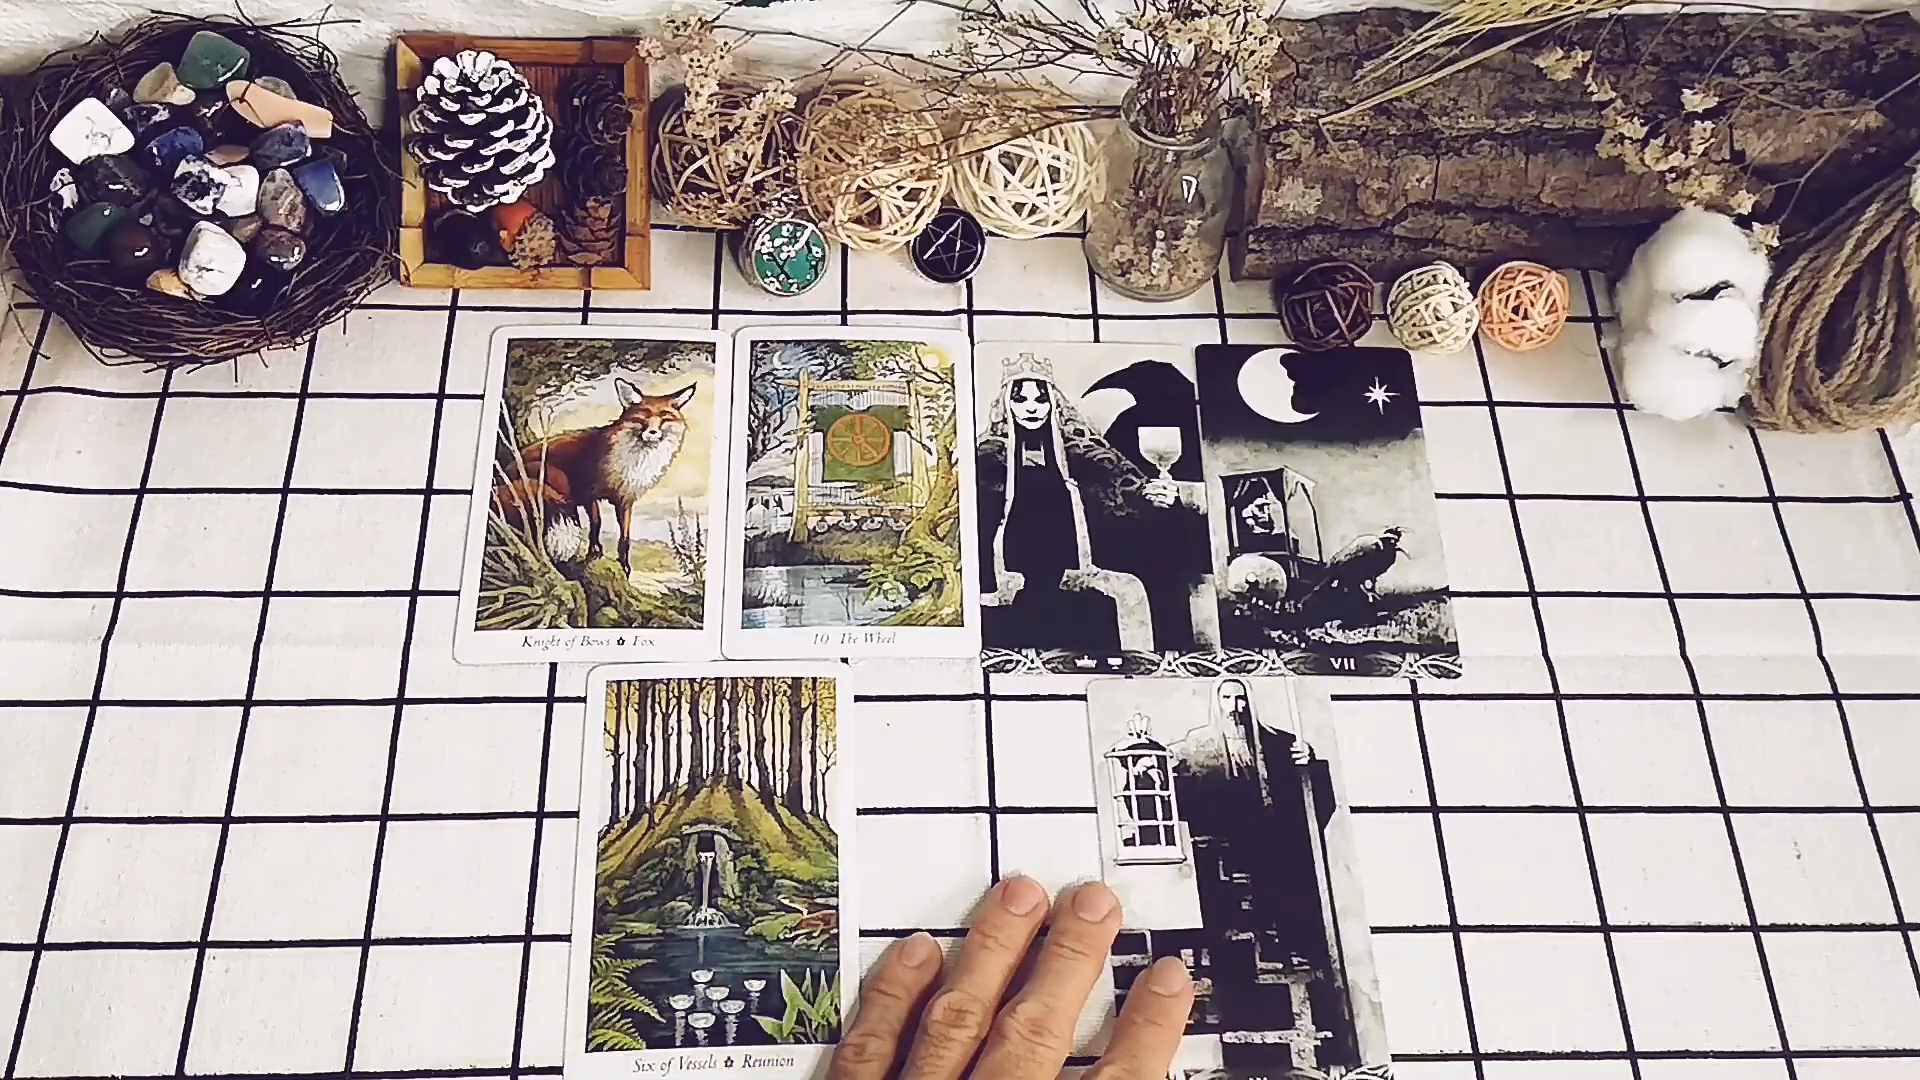 Knight of Bows ✿ Fox
10 The Wheel
VII
Six of Vessels ✿ Reunion